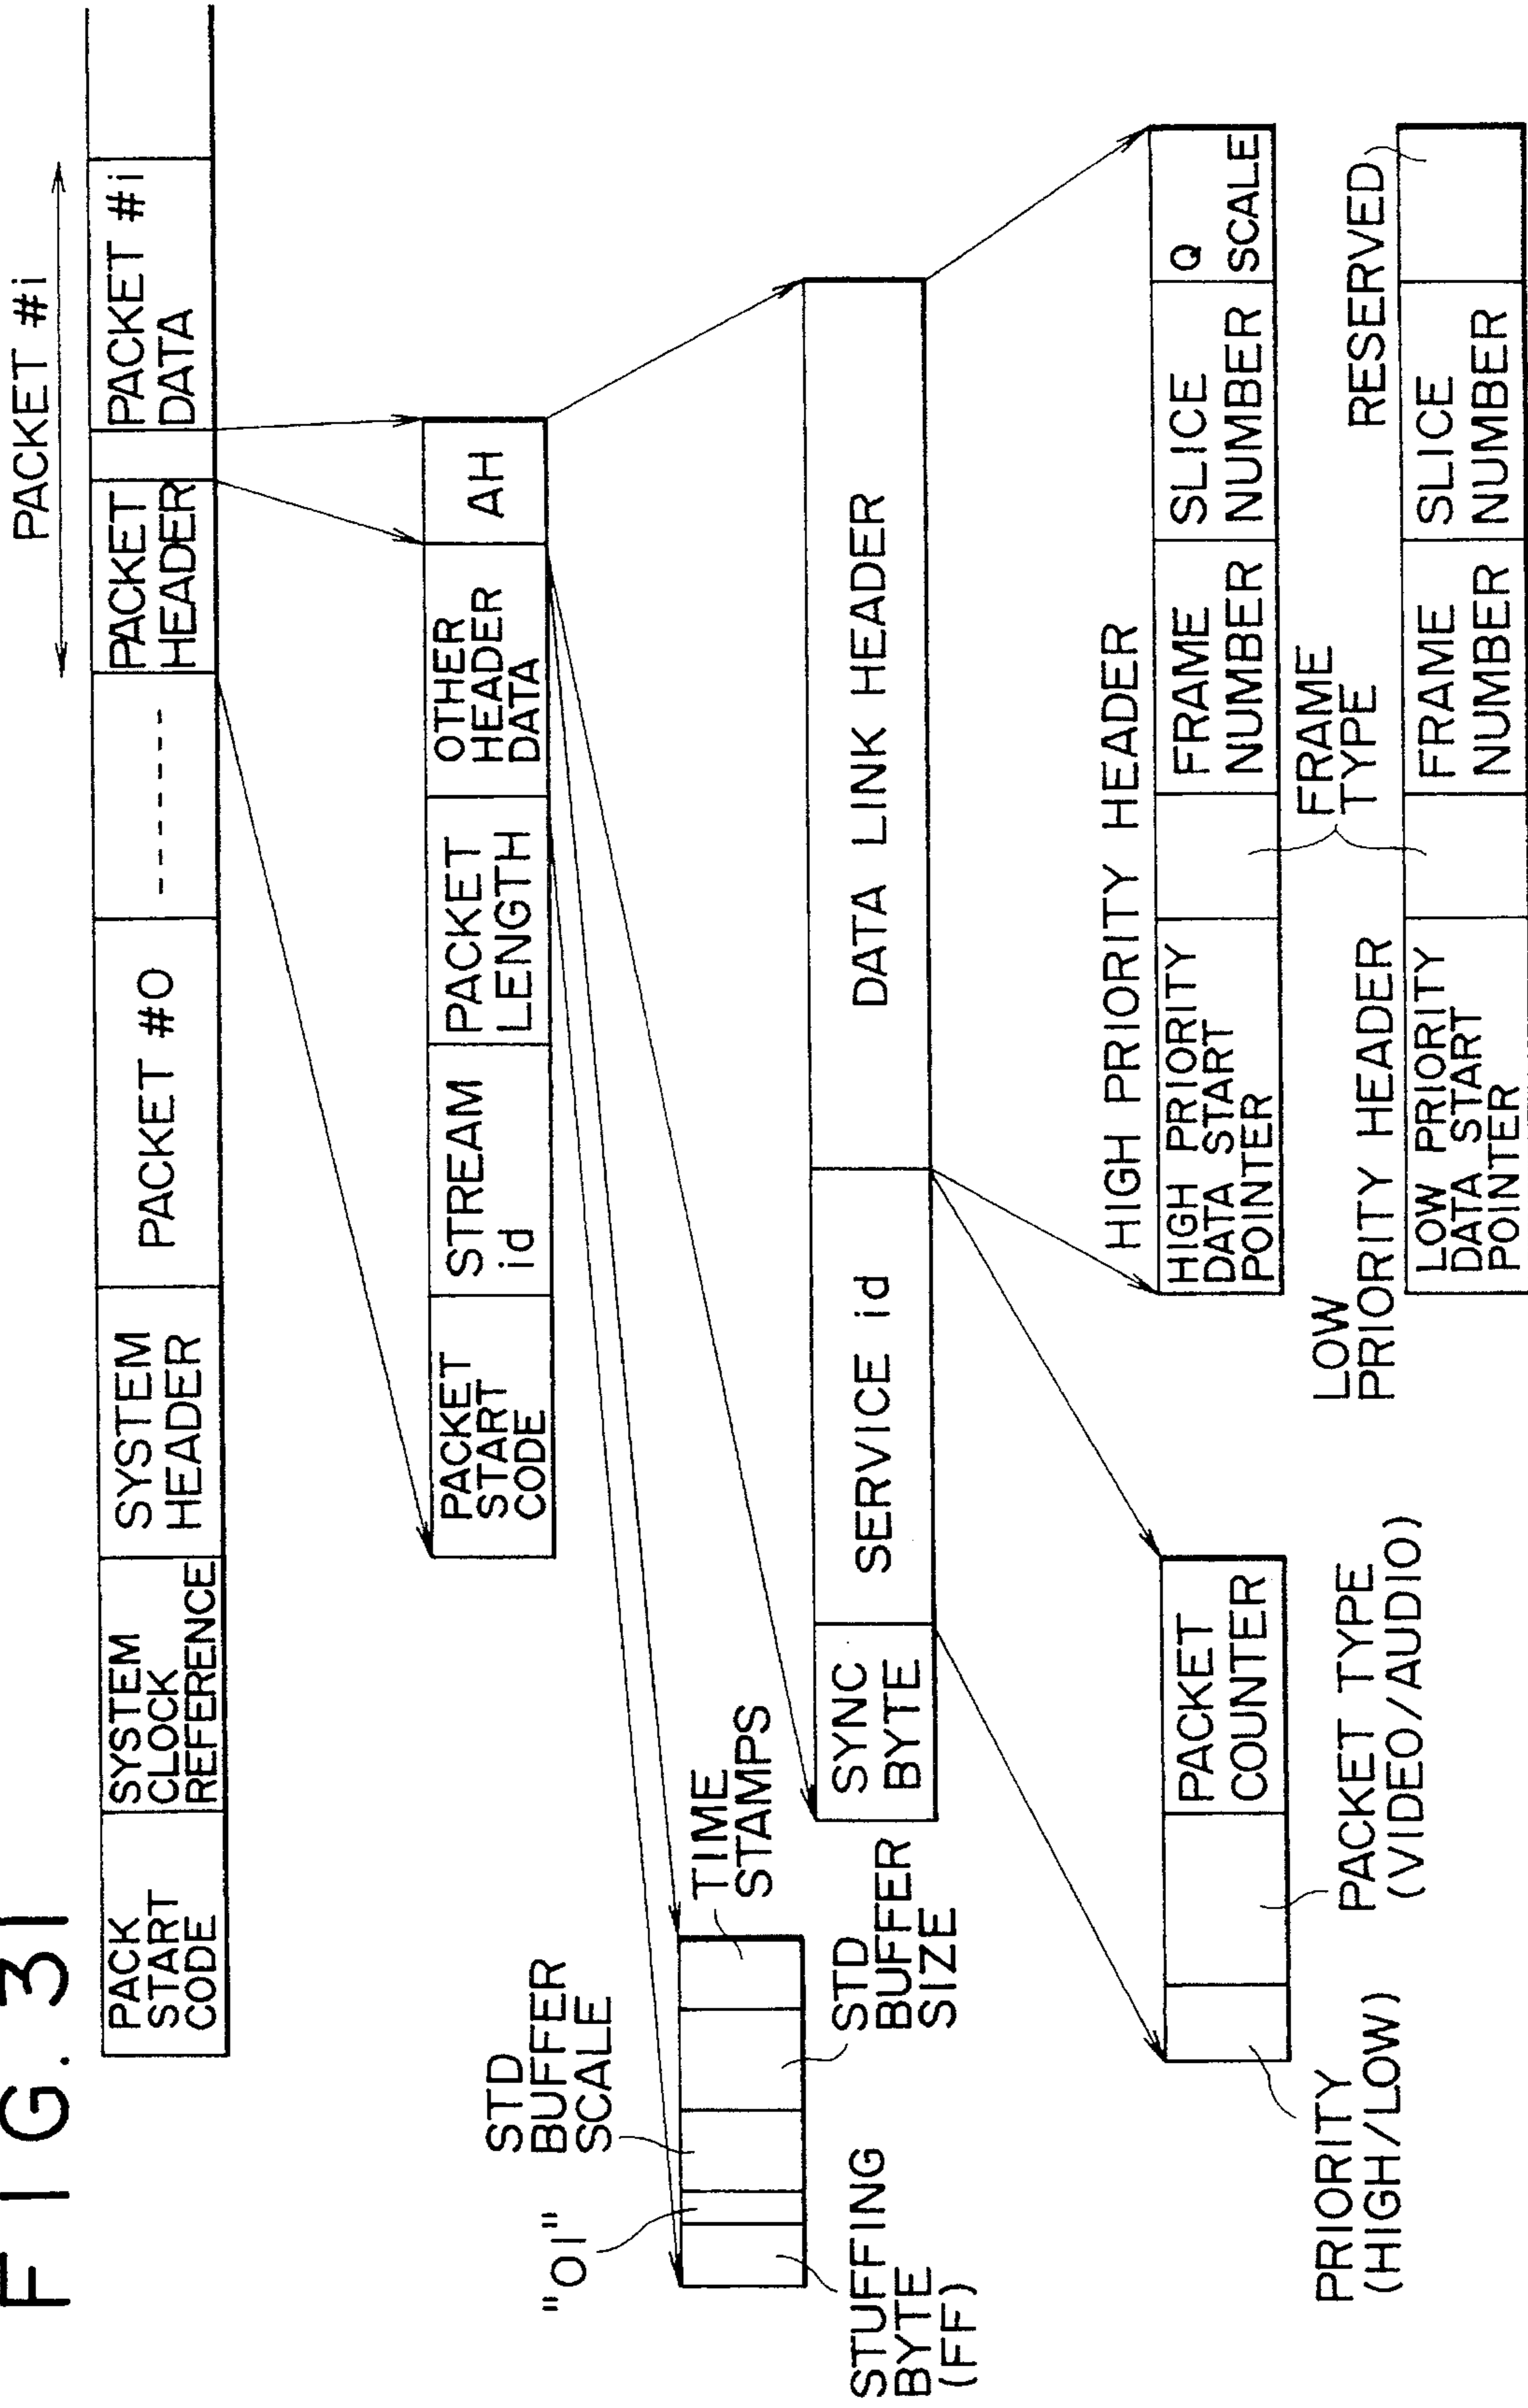 FIG. 31
PACKET #i
PACK
START
CODE
SYSTEM
CLOCK
REFERENCE
SYSTEM
HEADER
PACKET #0
------
PACKET
HEADER
PACKET #i
DATA
PACKET
START
CODE
STREAM
id
PACKET
LENGTH
OTHER
HEADER
DATA
AH
"01"
STD
BUFFER
SCALE
TIME
STAMPS
STUFFING
BYTE
(FF)
STD
BUFFER
SIZE
SYNC
BYTE
SERVICE id
DATA LINK HEADER
PACKET
COUNTER
PRIORITY
(HIGH/LOW)
PACKET TYPE
(VIDEO/AUDIO)
HIGH PRIORITY HEADER
HIGH PRIORITY
DATA START
POINTER
FRAME
NUMBER
SLICE
NUMBER
Q
SCALE
FRAME
TYPE
RESERVED
LOW
PRIORITY HEADER
LOW PRIORITY
DATA START
POINTER
FRAME
NUMBER
SLICE
NUMBER